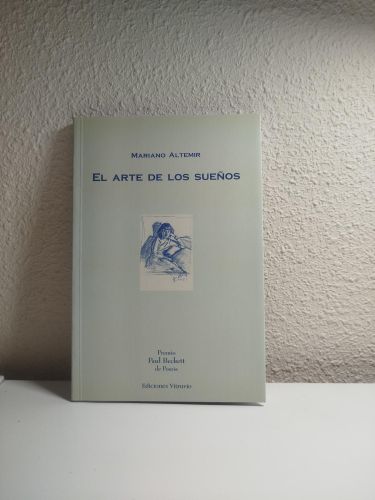 MARIANO ALTEMIR
EL ARTE DE LOS SUEÑOS
Premio
Paul Beckett
de Poesía
Ediciones Vitruvio